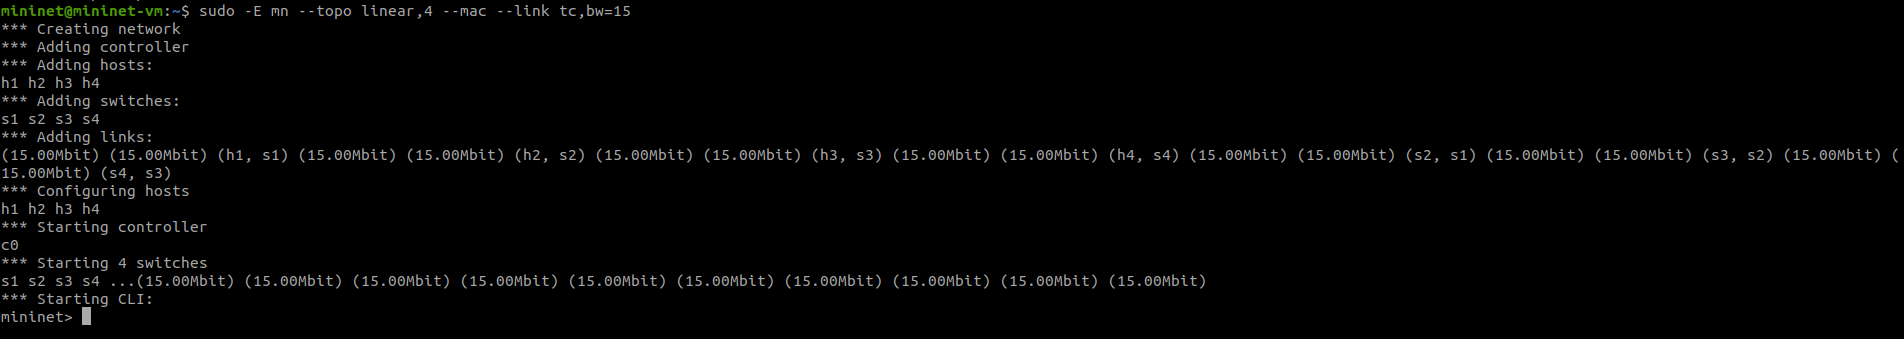 mininet@mininet-vm:~$ sudo -E mn --topo linear,4 --mac --link tc,bw=15
*** Creating network
*** Adding controller
*** Adding hosts:
h1 h2 h3 h4
*** Adding switches:
s1 s2 s3 s4
*** Adding links:
(15.00Mbit) (15.00Mbit) (h1, s1) (15.00Mbit) (15.00Mbit) (h2, s2) (15.00Mbit) (15.00Mbit) (h3, s3) (15.00Mbit) (15.00Mbit) (h4, s4) (15.00Mbit) (15.00Mbit) (s2, s1) (15.00Mbit) (15.00Mbit) (s3, s2) (15.00Mbit) (
15.00Mbit) (s4, s3)
*** Configuring hosts
h1 h2 h3 h4
*** Starting controller
c0
*** Starting 4 switches
s1 s2 s3 s4 ...(15.00Mbit) (15.00Mbit) (15.00Mbit) (15.00Mbit) (15.00Mbit) (15.00Mbit) (15.00Mbit) (15.00Mbit) (15.00Mbit) (15.00Mbit)
*** Starting CLI:
mininet>